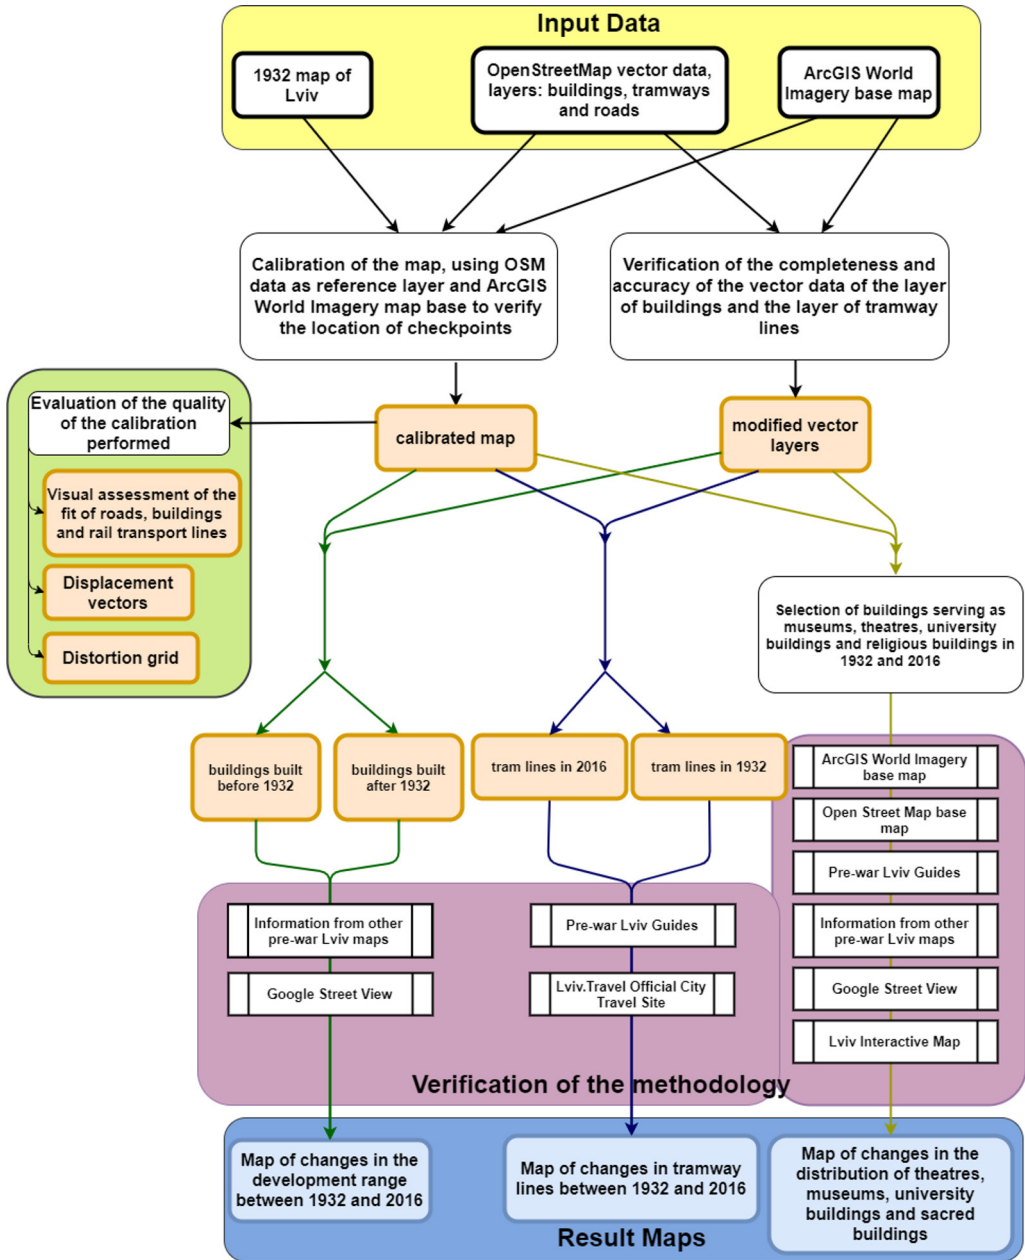 Input Data
1932 map of
Lviv
OpenStreetMap vector data,
layers: buildings, tramways
and roads
ArcGIS World
Imagery base map
Calibration of the map, using OSM
data as reference layer and ArcGIS
World Imagery map base to verify
the location of checkpoints
Verification of the completeness and
accuracy of the vector data of the layer
of buildings and the layer of tramway
lines
Evaluation of the quality
of the calibration
performed
calibrated map
modified vector
layers
Visual assessment of the
fit of roads, buildings
and rail transport lines
Displacement
vectors
Distortion grid
Selection of buildings serving as
museums, theatres, university
buildings and religious buildings in
1932 and 2016
buildings built
before 1932
buildings built
after 1932
tram lines in 2016
tram lines in 1932
ArcGIS World Imagery
base map
Open Street Map base
map
Pre-war Lviv Guides
Information from other
pre-war Lviv maps
Google Street View
Lviv Interactive Map
Information from other
pre-war Lviv maps
Google Street View
Pre-war Lviv Guides
Lviv.Travel Official City
Travel Site
Verification of the methodology
Map of changes in the
development range
between 1932 and 2016
Map of changes in tramway
lines between 1932 and 2016
Map of changes in the
distribution of theatres,
museums, university
buildings and sacred
buildings
Result Maps